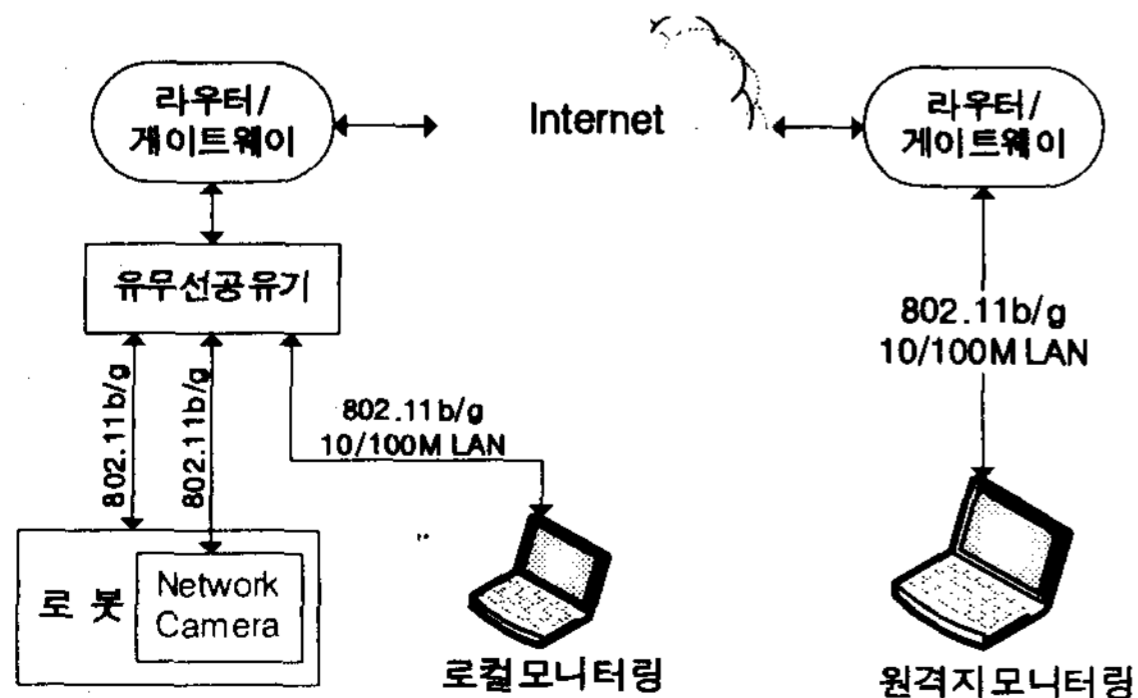 라우터/
게이트웨이
Internet
라우터/
게이트웨이
유무선공유기
802.11b/g
802.11b/g
802.11b/g
10/100M LAN
802.11b/g
10/100M LAN
로 봇
Network
Camera
로컬모니터링
원격지모니터링